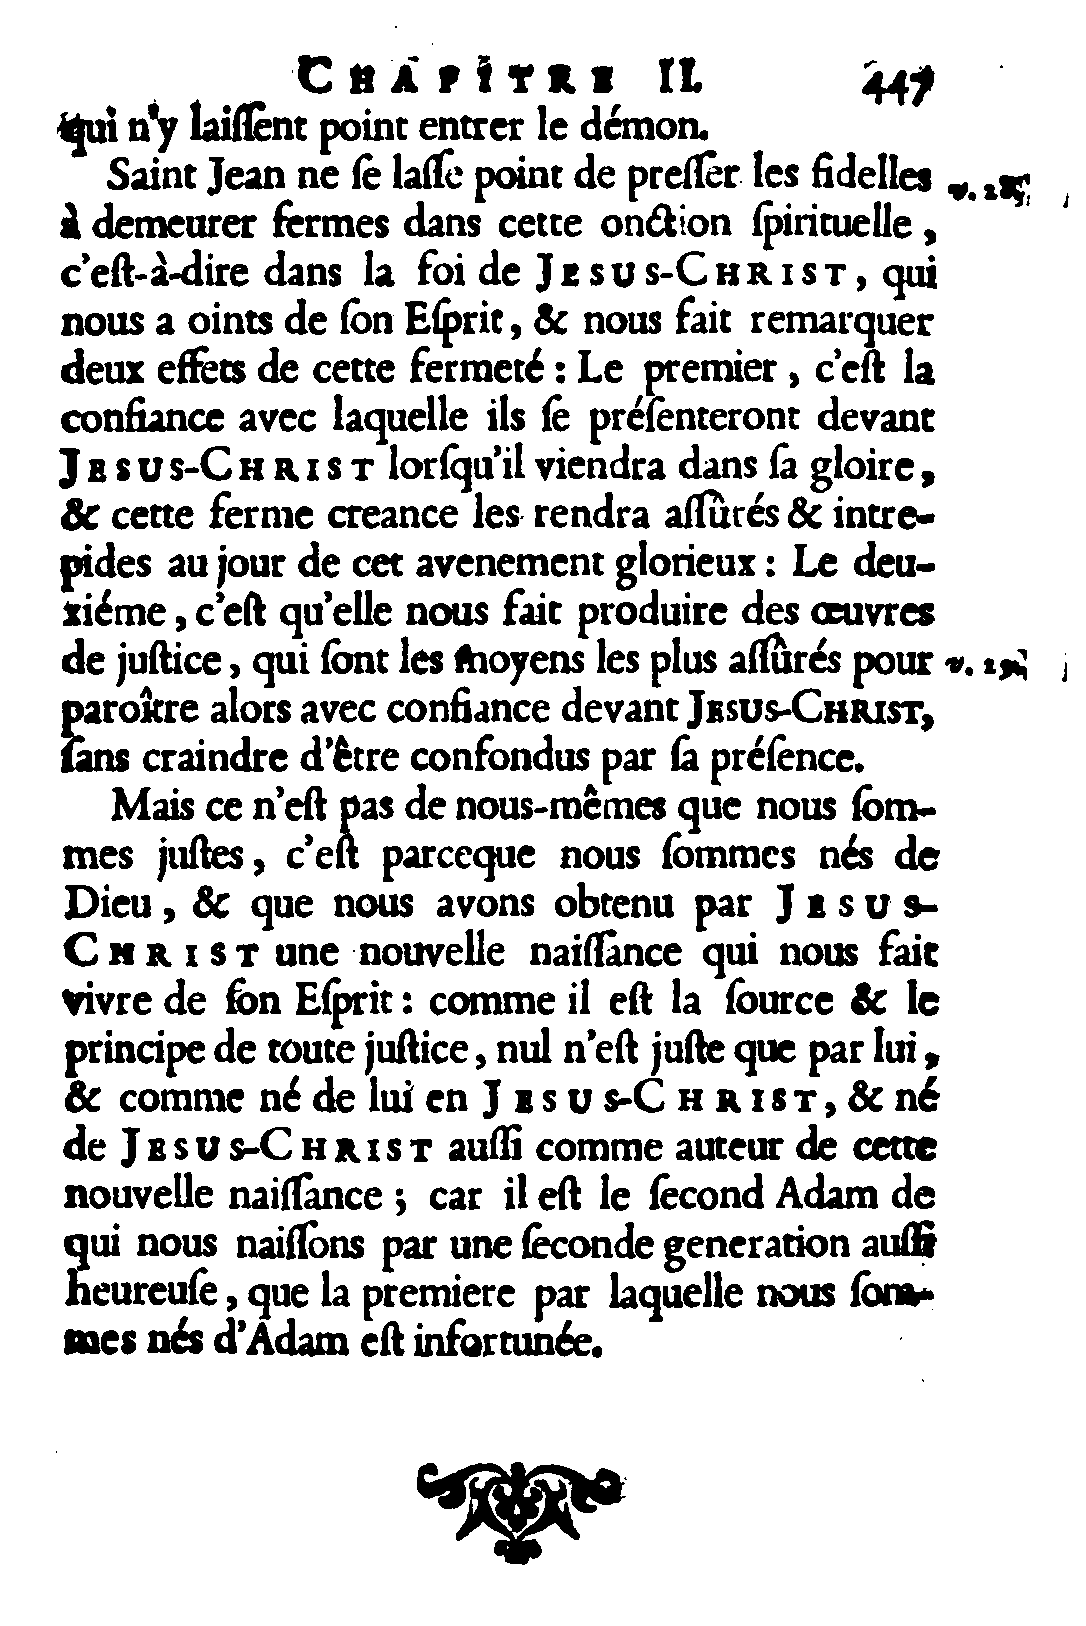 CHAPITRE II. 447
qui n'y laiſſent point entrer le démon.
Saint Jean ne ſe laſſe point de preſſer les fidelles v. 28.
à demeurer fermes dans cette onction ſpirituelle,
c'eſt-à-dire dans la foi de JESUS-CHRIST, qui
nous a oints de ſon Eſprit, & nous fait remarquer
deux effets de cette fermeté : Le premier, c'eſt la
confiance avec laquelle ils ſe préſenteront devant
JESUS-CHRIST lorſqu'il viendra dans ſa gloire,
& cette ferme creance les rendra aſſûrés & intre-
pides au jour de cet avenement glorieux : Le deu-
xiéme, c'eſt qu'elle nous fait produire des œuvres
de juſtice, qui ſont les moyens les plus aſſûrés pour v. 29.
paroître alors avec confiance devant JESUS-CHRIST,
ſans craindre d'être confondus par ſa préſence.
Mais ce n'eſt pas de nous-mêmes que nous ſom-
mes juſtes, c'eſt parceque nous ſommes nés de
Dieu, & que nous avons obtenu par JESUS-
CHRIST une nouvelle naiſſance qui nous fait
vivre de ſon Eſprit : comme il eſt la ſource & le
principe de toute juſtice, nul n'eſt juſte que par lui,
& comme né de lui en JESUS-CHRIST, & né
de JESUS-CHRIST auſſi comme auteur de cette
nouvelle naiſſance ; car il eſt le ſecond Adam de
qui nous naiſſons par une ſeconde generation auſſi
heureuſe, que la premiere par laquelle nous ſom-
mes nés d'Adam eſt infortunée.